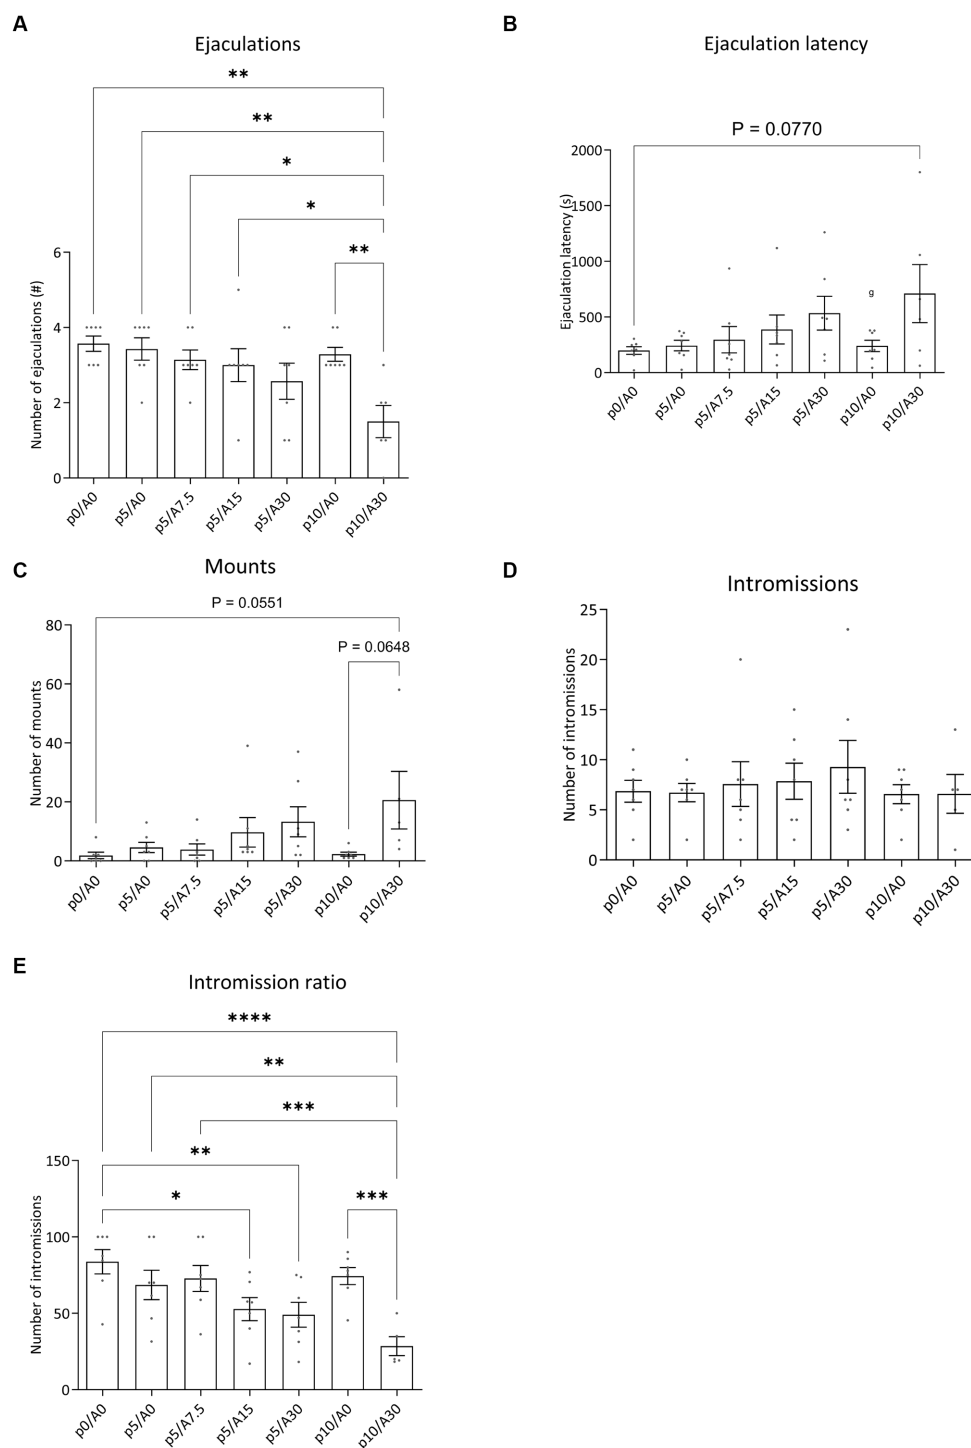 A
Ejaculations
**
**
*
*
**
Number of ejaculations (#)
6
4
2
0
p0/A0
p5/A0
p5/A7.5
p5/A15
p5/A30
p10/A0
p10/A30
B
Ejaculation latency
P = 0.0770
Ejaculation latency (s)
2000
1500
1000
500
0
g
p0/A0
p5/A0
p5/A7.5
p5/A15
p5/A30
p10/A0
p10/A30
C
Mounts
P = 0.0551
P = 0.0648
Number of mounts
80
60
40
20
0
p0/A0
p5/A0
p5/A7.5
p5/A15
p5/A30
p10/A0
p10/A30
D
Intromissions
Number of intromissions
25
20
15
10
5
0
p0/A0
p5/A0
p5/A7.5
p5/A15
p5/A30
p10/A0
p10/A30
E
Intromission ratio
****
**
***
**
*
***
Number of intromissions
150
100
50
0
p0/A0
p5/A0
p5/A7.5
p5/A15
p5/A30
p10/A0
p10/A30